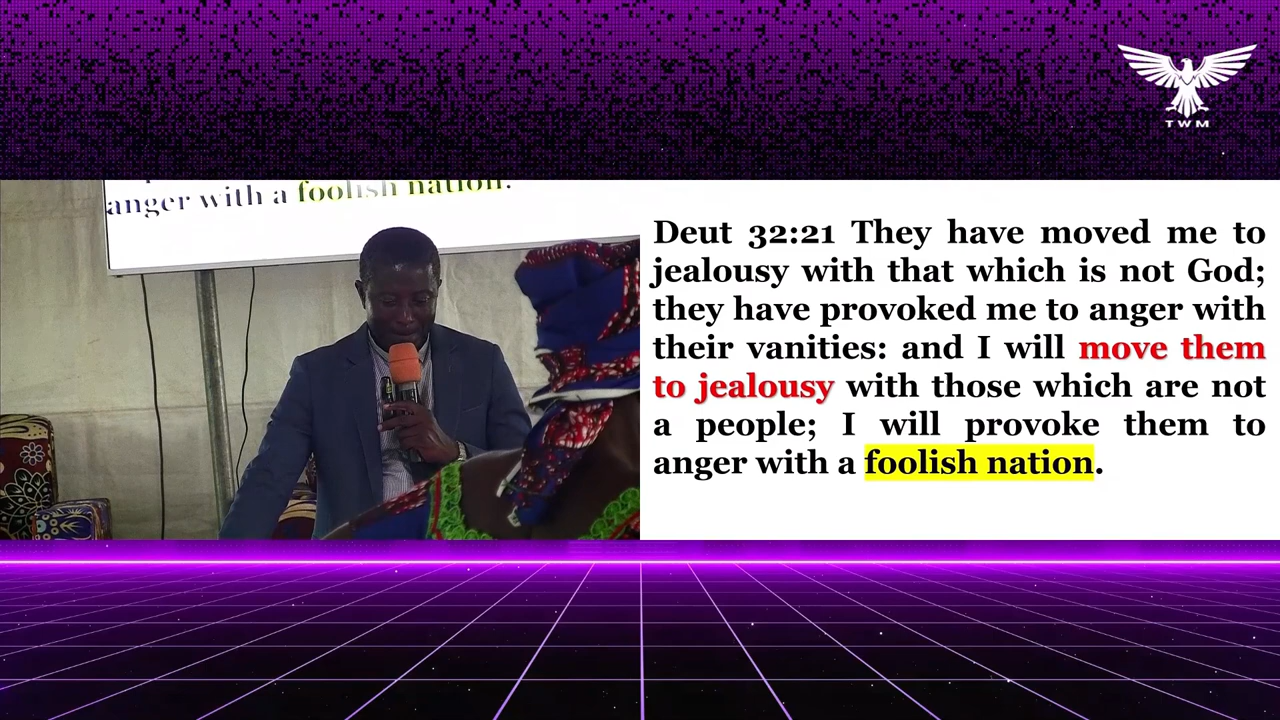 TWM
anger with a foolish nation.
Deut 32:21 They have moved me to
jealousy with that which is not God;
they have provoked me to anger with
their vanities: and I will move them
to jealousy with those which are not
a people; I will provoke them to
anger with a foolish nation.